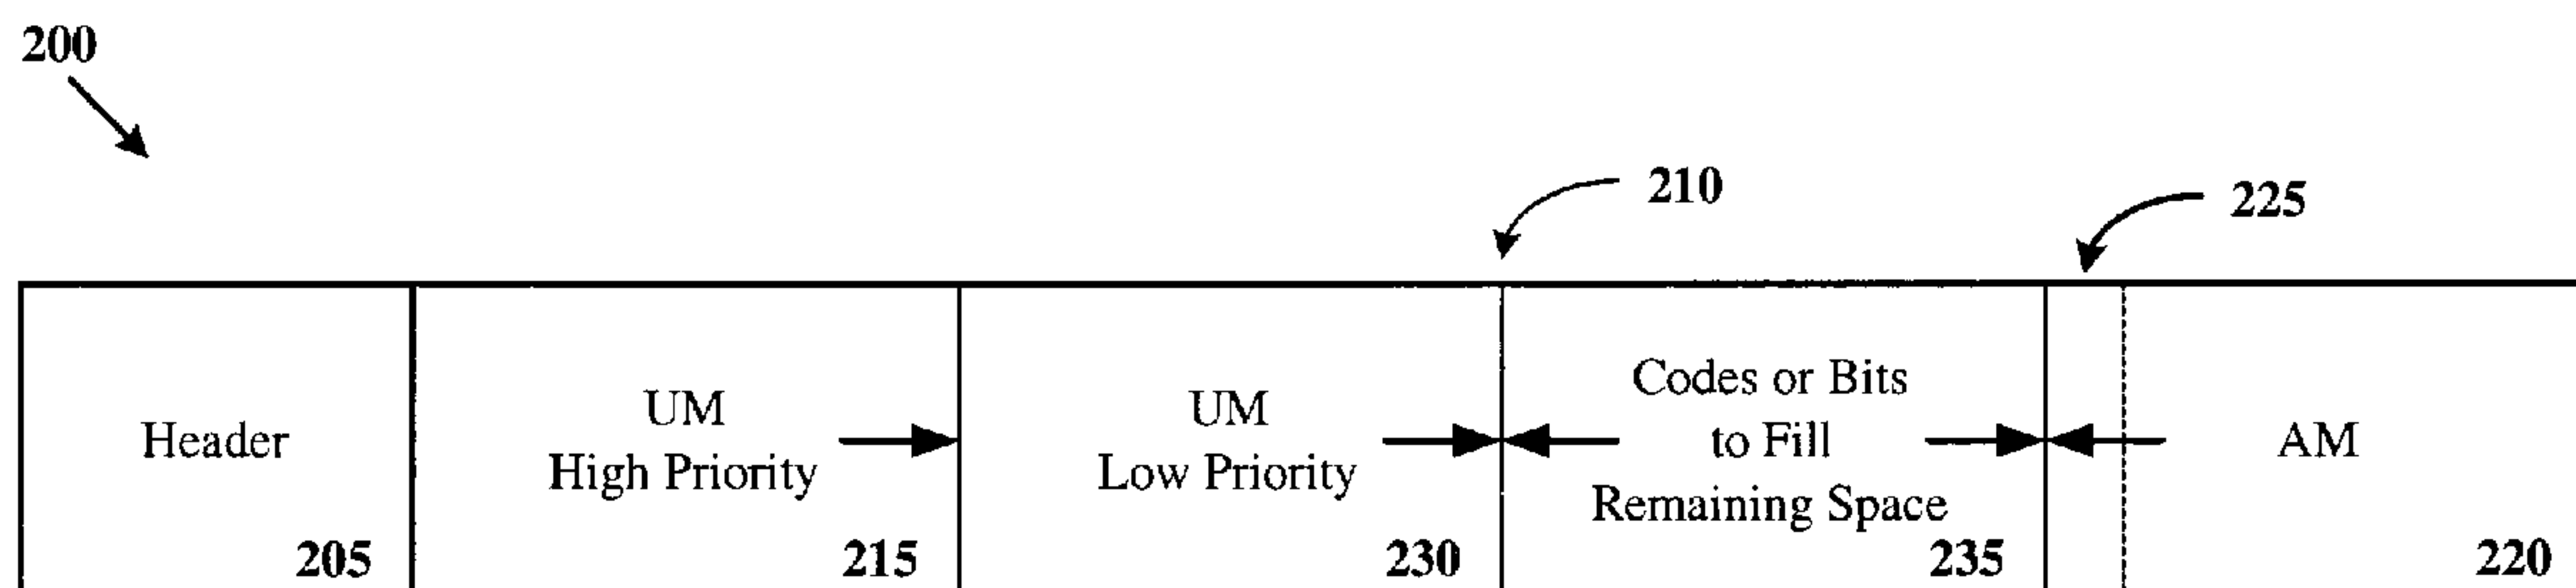 200
210
225
Header
205
UM
High Priority
215
UM
Low Priority
230
Codes or Bits
to Fill
Remaining Space
235
AM
220